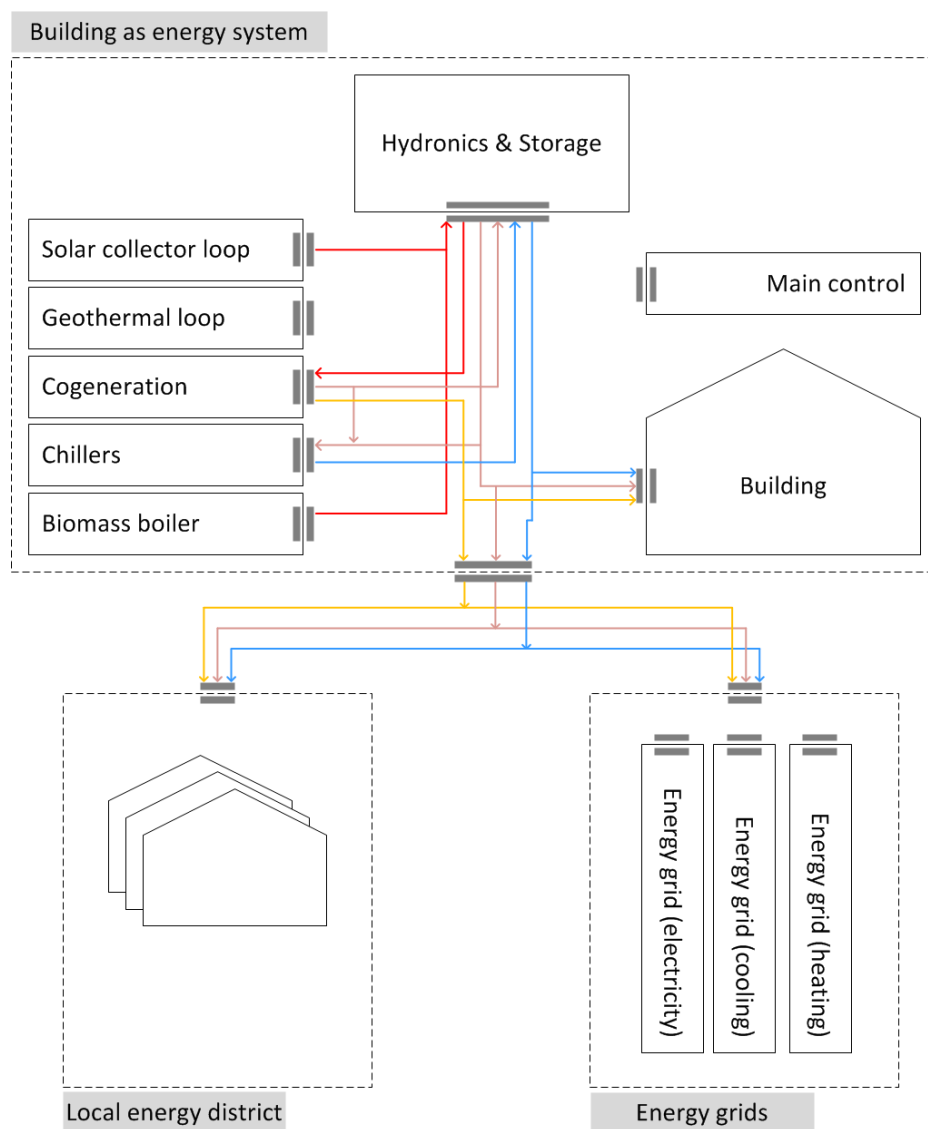 Building as energy system
Hydronics & Storage
Solar collector loop
Main control
Geothermal loop
Cogeneration
Chillers
Building
Biomass boiler
Energy grid (electricity)
Energy grid (cooling)
Energy grid (heating)
Local energy district
Energy grids